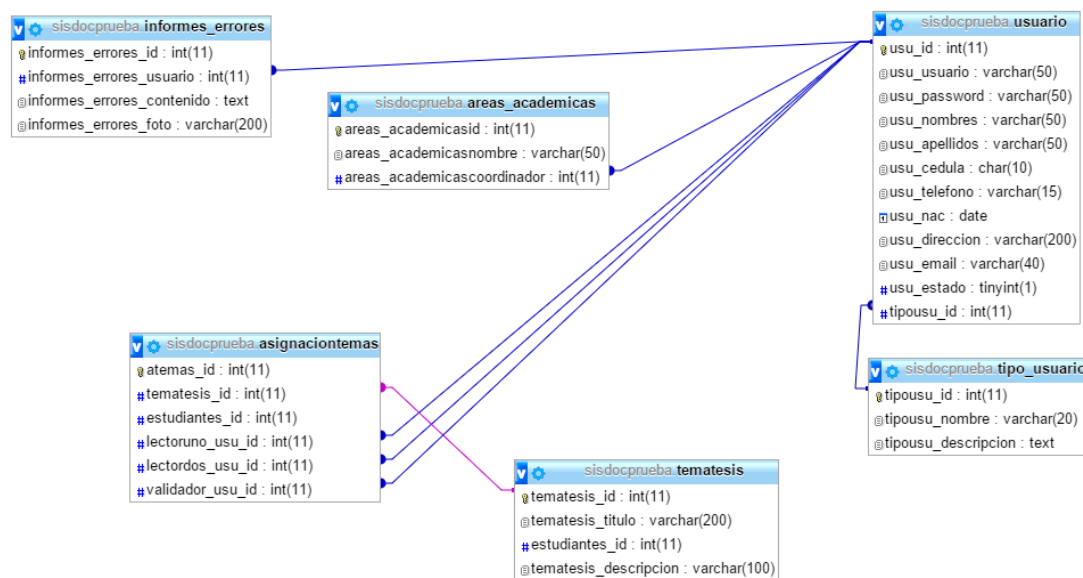 sisdocprueba.informes_errores
informes_errores_id : int(11)
informes_errores_usuario : int(11)
informes_errores_contenido : text
informes_errores_foto : varchar(200)
sisdocprueba.areas_academicas
areas_academicasid : int(11)
areas_academicasnombre : varchar(50)
areas_academicascoordinador : int(11)
sisdocprueba.usuario
usu_id : int(11)
usu_usuario : varchar(50)
usu_password : varchar(50)
usu_nombres : varchar(50)
usu_apellidos : varchar(50)
usu_cedula : char(10)
usu_telefono : varchar(15)
usu_nac : date
usu_direccion : varchar(200)
usu_email : varchar(40)
usu_estado : tinyint(1)
tipousu_id : int(11)
sisdocprueba.asignaciontemas
atemas_id : int(11)
tematesis_id : int(11)
estudiantes_id : int(11)
lectoruno_usu_id : int(11)
lectordos_usu_id : int(11)
validador_usu_id : int(11)
sisdocprueba.tipo_usuario
tipousu_id : int(11)
tipousu_nombre : varchar(20)
tipousu_descripcion : text
sisdocprueba.tematesis
tematesis_id : int(11)
tematesis_titulo : varchar(200)
estudiantes_id : int(11)
tematesis_descripcion : varchar(100)